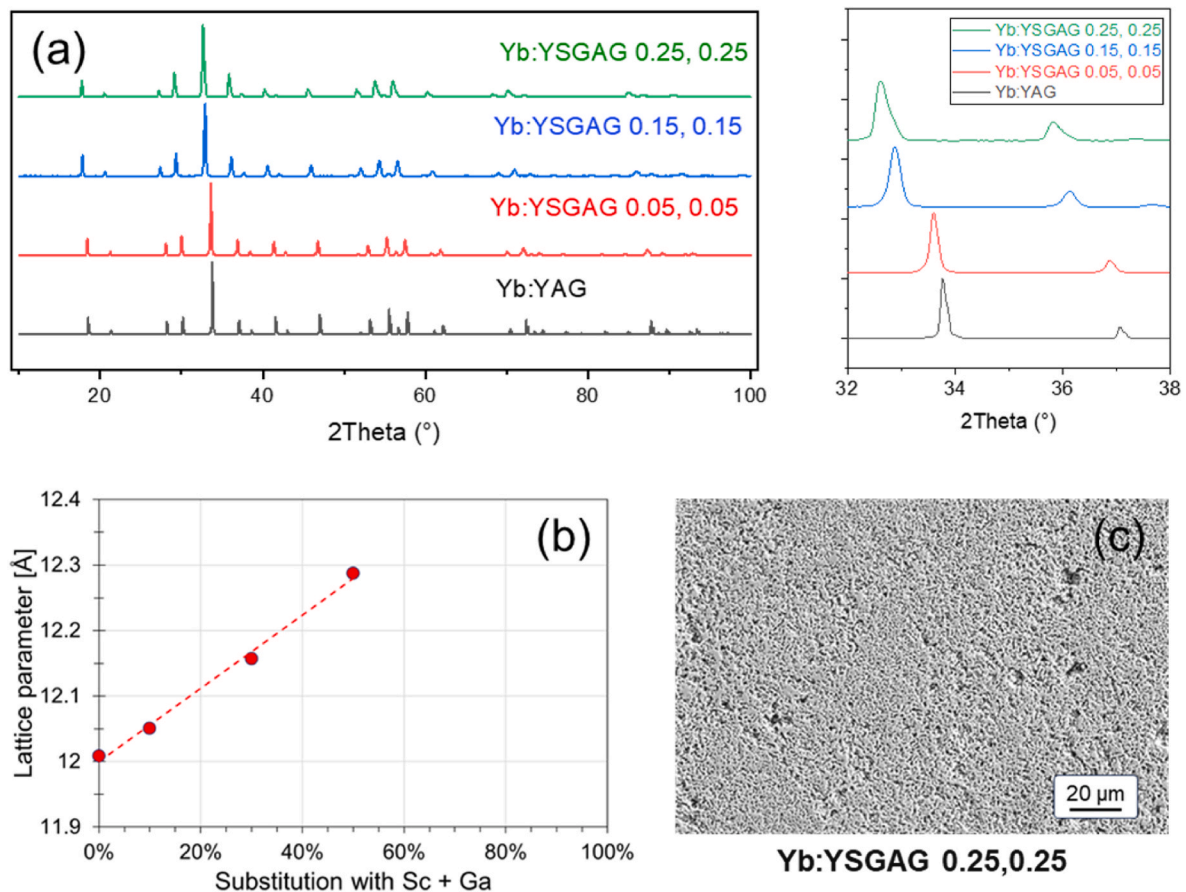 (a)
Yb:YSGAG 0.25, 0.25
Yb:YSGAG 0.15, 0.15
Yb:YSGAG 0.05, 0.05
Yb:YAG
20 40 60 80 100
2Theta (°)
Yb:YSGAG 0.25, 0.25
Yb:YSGAG 0.15, 0.15
Yb:YSGAG 0.05, 0.05
Yb:YAG
32 34 36 38
2Theta (°)
(b)
Lattice parameter [Å]
12.4
12.3
12.2
12.1
12
11.9
0% 20% 40% 60% 80% 100%
Substitution with Sc + Ga
(c)
20 µm
Yb:YSGAG 0.25,0.25